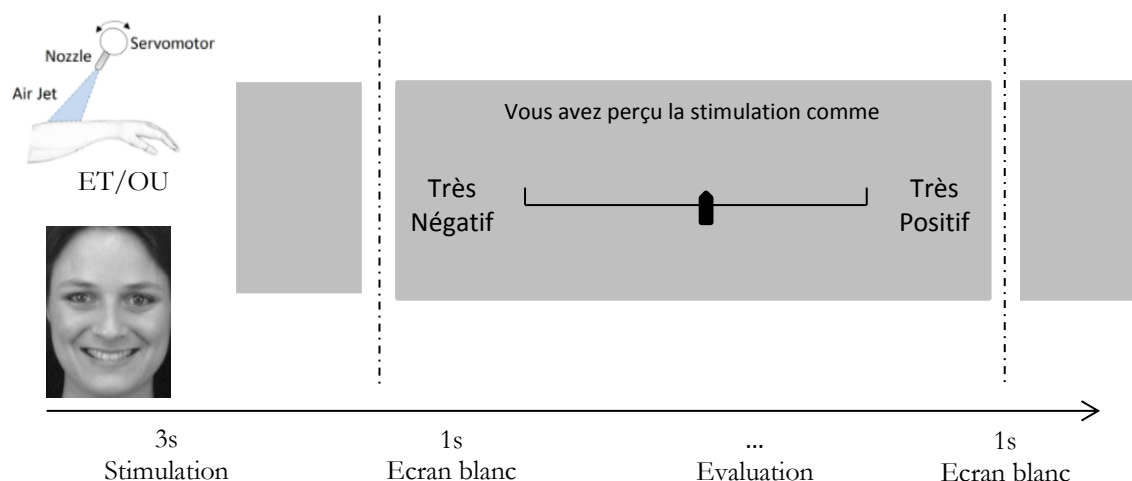 Servomotor
Nozzle
Air Jet
ET/OU
Vous avez perçu la stimulation comme
Très
Négatif
Très
Positif
3s
Stimulation
1s
Ecran blanc
...
Evaluation
1s
Ecran blanc